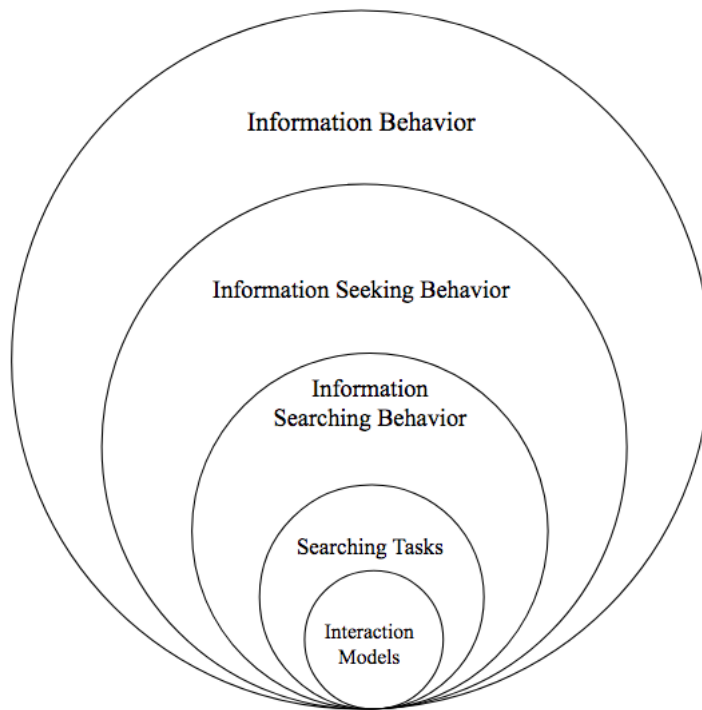 Information Behavior
Information Seeking Behavior
Information
Searching Behavior
Searching Tasks
Interaction
Models